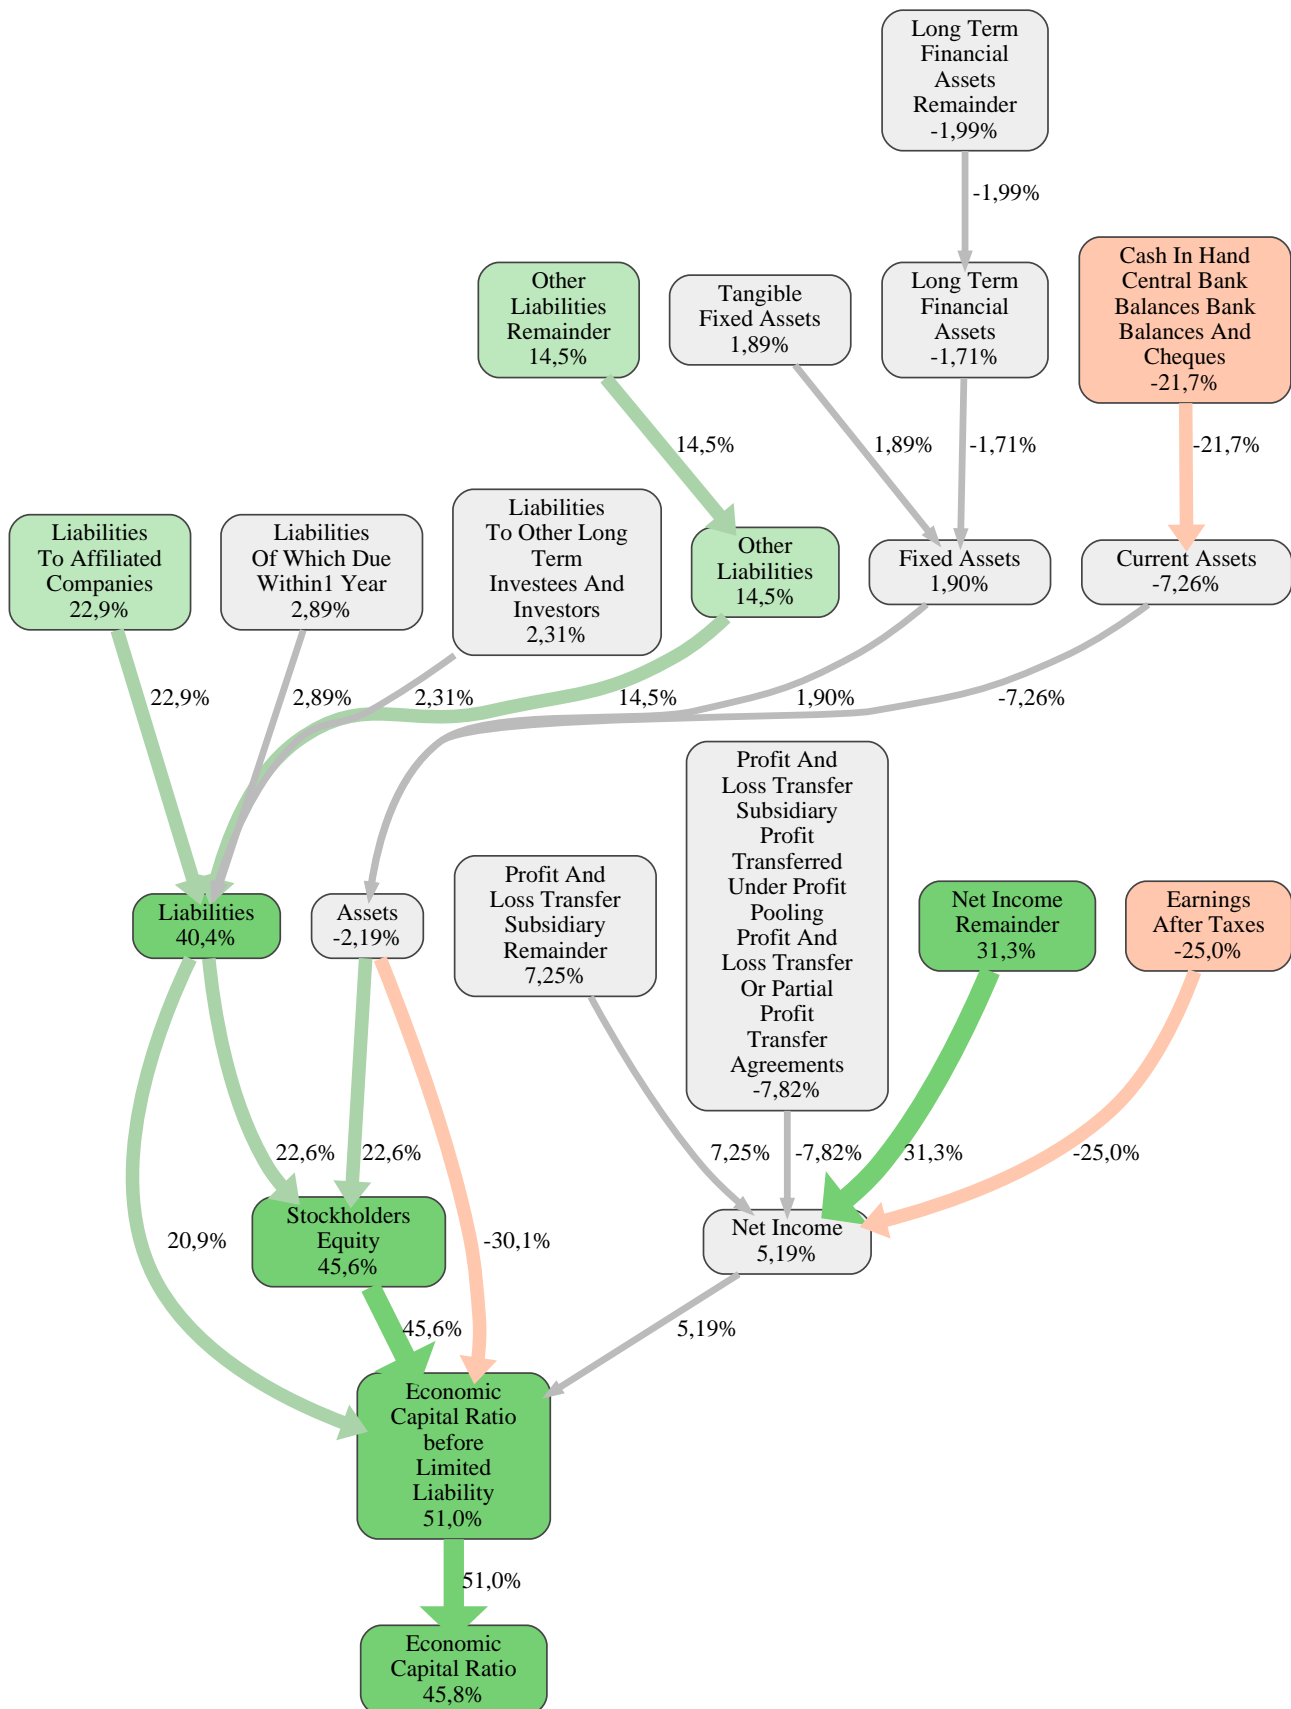 Long Term
Financial
Assets
Remainder
-1,99%
-1,99%
Other
Liabilities
Remainder
14,5%
Tangible
Fixed Assets
1,89%
Long Term
Financial
Assets
-1,71%
Cash In Hand
Central Bank
Balances Bank
Balances And
Cheques
-21,7%
14,5%
1,89%
-1,71%
-21,7%
Liabilities
To Affiliated
Companies
22,9%
Liabilities
Of Which Due
Within1 Year
2,89%
Liabilities
To Other Long
Term
Investees And
Investors
2,31%
Other
Liabilities
14,5%
Fixed Assets
1,90%
Current Assets
-7,26%
22,9%
2,89%
2,31%
14,5%
1,90%
-7,26%
Liabilities
40,4%
Assets
-2,19%
Profit And
Loss Transfer
Subsidiary
Remainder
7,25%
Profit And
Loss Transfer
Subsidiary
Profit
Transferred
Under Profit
Pooling
Profit And
Loss Transfer
Or Partial
Profit
Transfer
Agreements
-7,82%
Net Income
Remainder
31,3%
Earnings
After Taxes
-25,0%
22,6%
22,6%
7,25%
-7,82%
31,3%
-25,0%
20,9%
Stockholders
Equity
45,6%
-30,1%
Net Income
5,19%
45,6%
5,19%
Economic
Capital Ratio
before
Limited
Liability
51,0%
51,0%
Economic
Capital Ratio
45,8%